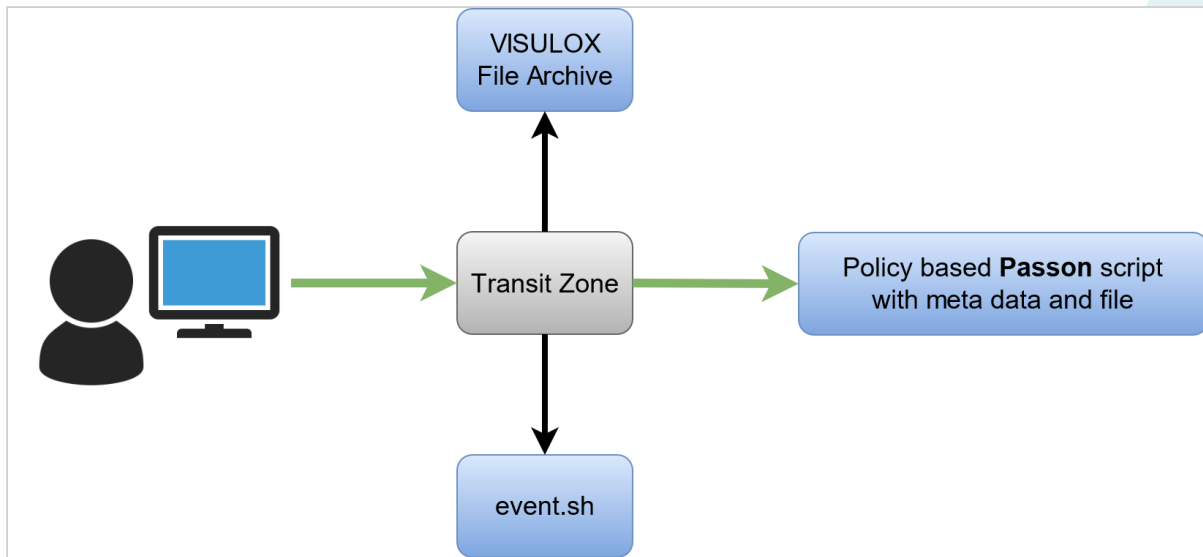 VISULOX
File Archive
Transit Zone
Policy based Passon script
with meta data and file
event.sh